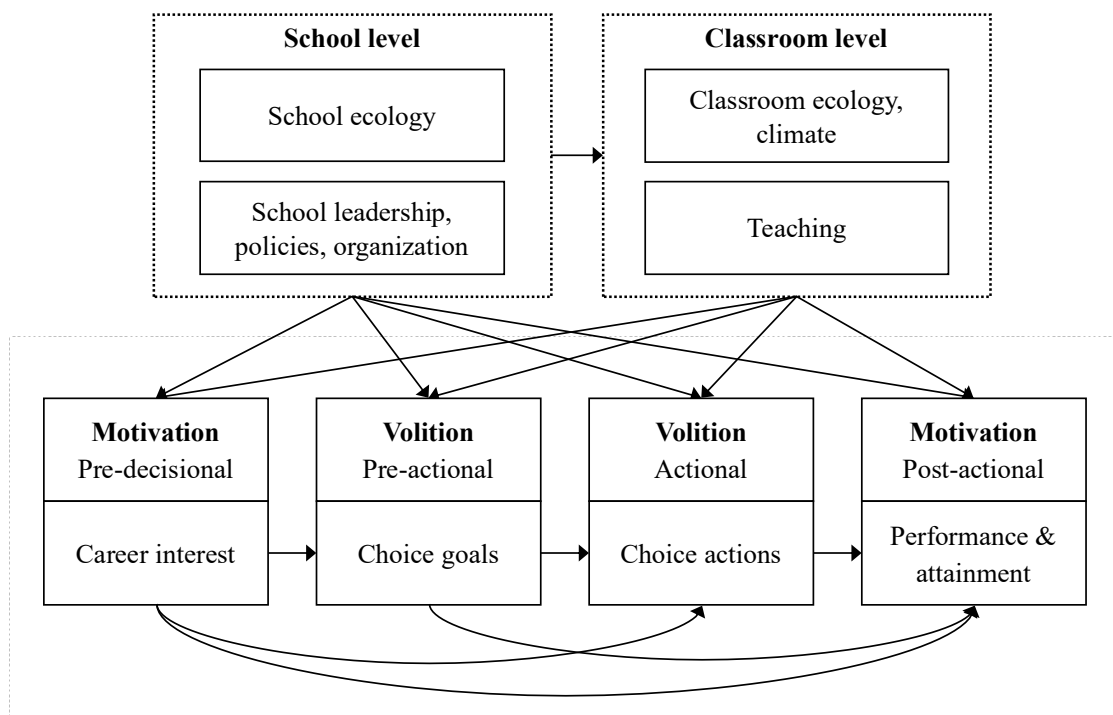 School level
School ecology
School leadership,
policies, organization
Classroom level
Classroom ecology,
climate
Teaching
Motivation
Pre-decisional
Career interest
Volition
Pre-actional
Choice goals
Volition
Actional
Choice actions
Motivation
Post-actional
Performance &
attainment